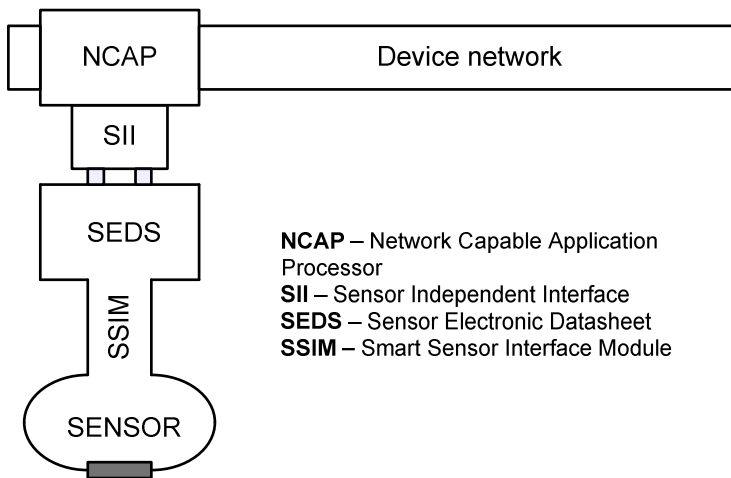 NCAP
Device network
SII
SEDS
SSIM
SENSOR
NCAP – Network Capable Application
Processor
SII – Sensor Independent Interface
SEDS – Sensor Electronic Datasheet
SSIM – Smart Sensor Interface Module